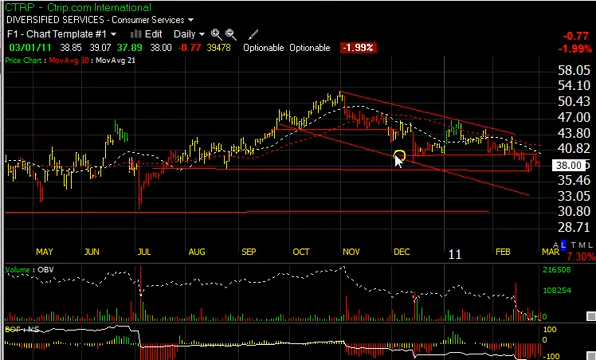 CTRP - Ctrip.com International
DIVERSIFIED SERVICES - Consumer Services
-0.77
F1 - Chart Template #1 Edit Daily
-1.99%
03/01/11 38.85 39.07 37.89 38.00 -0.77 39478 Optionable Optionable -1.99%
Price Chart : MovAvg 50 : MovAvg 21
58.05
54.10
50.43
47.00
43.80
40.82
38.00
35.46
33.05
30.80
28.71
A L T M L
MAY JUN JUL AUG SEP OCT NOV DEC 11 FEB MAR
7.30%
Volume : OBV
216508
108254
0
BOP : MS
100
0
-100